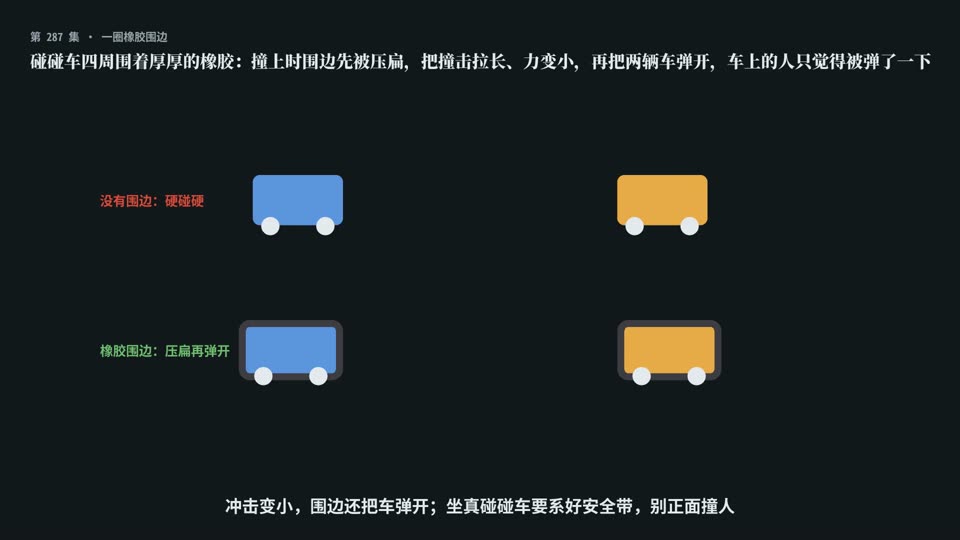 第 287 集 · 一圈橡胶围边
碰碰车四周围着厚厚的橡胶：撞上时围边先被压扁，把撞击拉长、力变小，再把两辆车弹开，车上的人只觉得被弹了一下
没有围边：硬碰硬
橡胶围边：压扁再弹开
冲击变小，围边还把车弹开；坐真碰碰车要系好安全带，别正面撞人